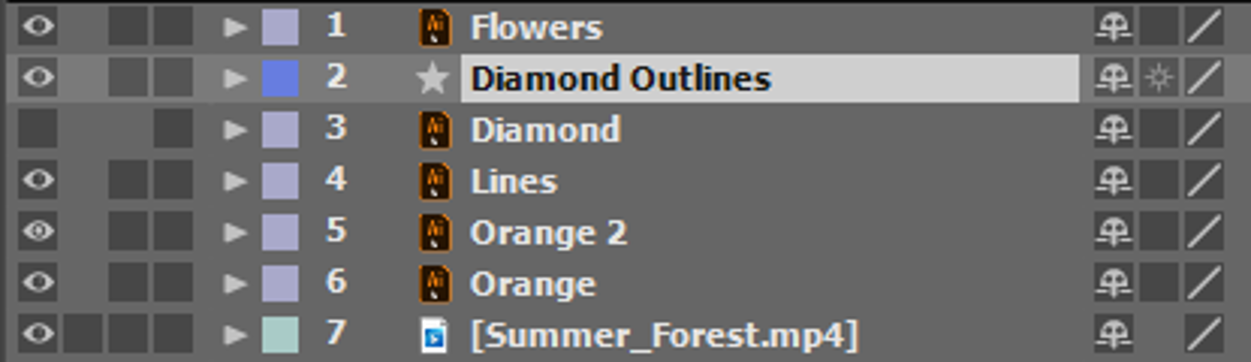 1 Flowers
2 Diamond Outlines
3 Diamond
4 Lines
5 Orange 2
6 Orange
7 [Summer_Forest.mp4]